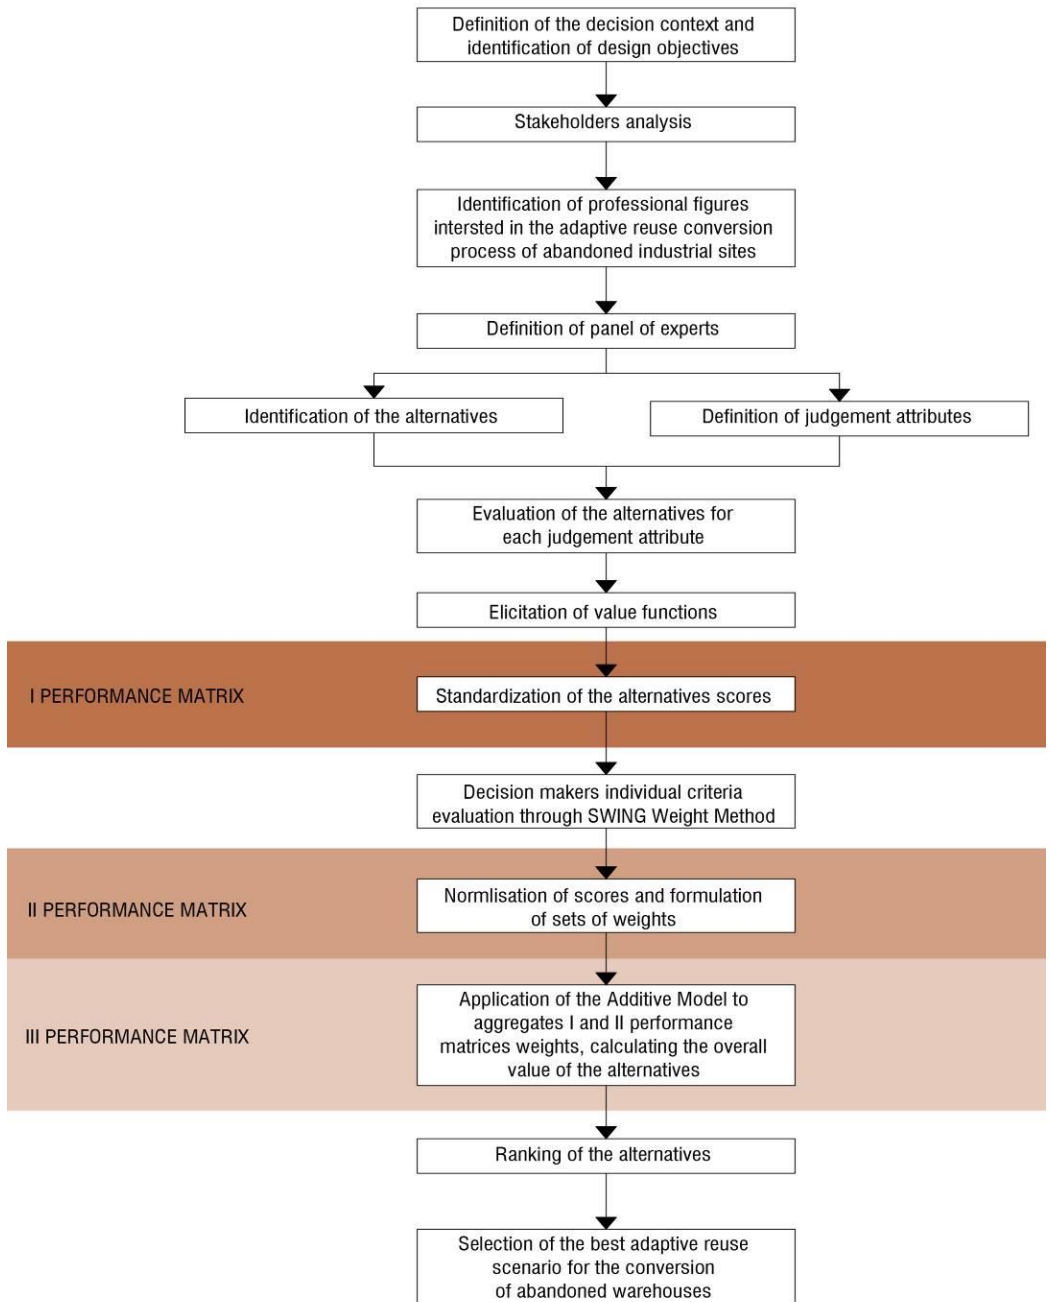 Definition of the decision context and
identification of design objectives
Stakeholders analysis
Identification of professional figures
intersted in the adaptive reuse conversion
process of abandoned industrial sites
Definition of panel of experts
Identification of the alternatives
Definition of judgement attributes
Evaluation of the alternatives for
each judgement attribute
Elicitation of value functions
I PERFORMANCE MATRIX
Standardization of the alternatives scores
Decision makers individual criteria
evaluation through SWING Weight Method
II PERFORMANCE MATRIX
Normlisation of scores and formulation
of sets of weights
III PERFORMANCE MATRIX
Application of the Additive Model to
aggregates I and II performance
matrices weights, calculating the overall
value of the alternatives
Ranking of the alternatives
Selection of the best adaptive reuse
scenario for the conversion
of abandoned warehouses